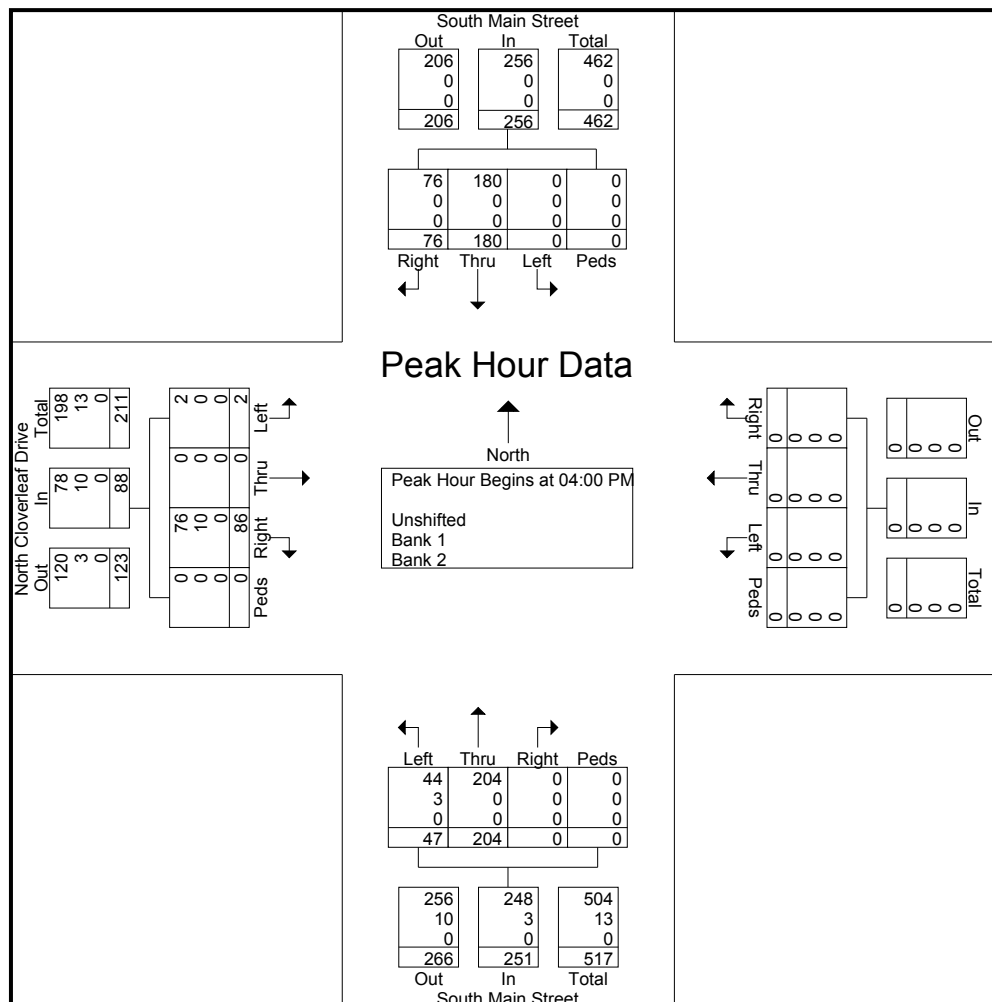 South Main Street
Out In Total
206 256 462
0 0 0
0 0 0
206 256 462
76 180 0 0
0 0 0 0
0 0 0 0
76 180 0 0
Right Thru Left Peds
Peak Hour Data
North
Peak Hour Begins at 04:00 PM
Unshifted
Bank 1
Bank 2
North Cloverleaf Drive
Out In Total
120 78 198
3 10 13
0 0 0
123 88 211
2 0 0 2
0 0 0 0
76 10 0 86
0 0 0 0
Left
Thru
Right
Peds
Right
Thru
Left
Peds
0 0 0 0
0 0 0 0
0 0 0 0
0 0 0 0
Out In Total
0 0 0
0 0 0
0 0 0
0 0 0
Left Thru Right Peds
44 204 0 0
3 0 0 0
0 0 0 0
47 204 0 0
256 248 504
10 3 13
0 0 0
266 251 517
Out In Total
South Main Street